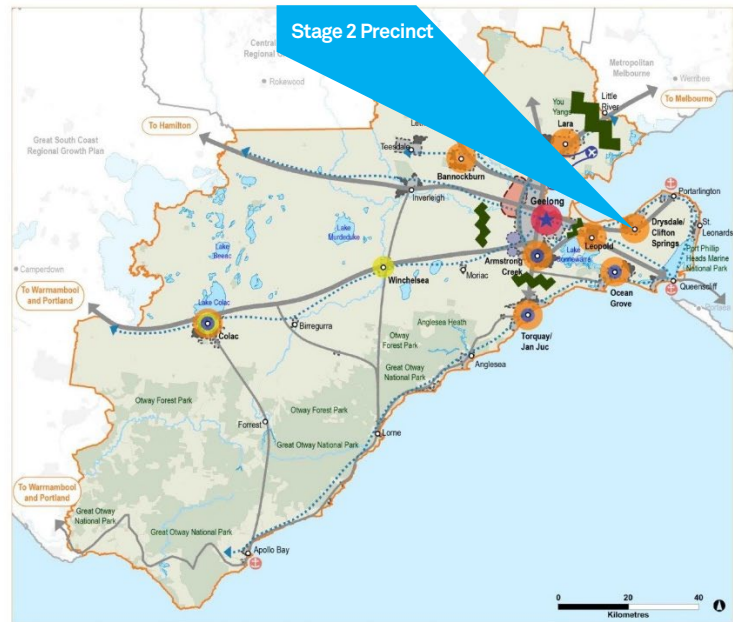 Stage 2 Precinct
Central
Regional
Rokewood
Metropolitan
Melbourne
Werribee
Little
River
To Melbourne
You
Yangs
Lara
To Hamilton
Great South Coast
Regional Growth Plan
Teesdale
Bannockburn
Inverleigh
Geelong
Portarlington
Drysdale/
Clifton
Springs
St
Leonards
Leopold
Lake
Murdeduke
Lake
Beeac
Lake
Connewarre
Port Phillip
Heads Marine
National Park
Armstrong
Creek
Camperdown
Winchelsea
Moriac
Ocean
Grove
Queenscliff
To Warrnambool
and Portland
Lake Colac
Colac
Birregurra
Anglesea Heath
Torquay/
Jan Juc
Otway
Forest Park
Anglesea
Great Otway
National Park
Otway Forest Park
Otway Forest Park
Forrest
Lorne
Great Otway National Park
To Warrnambool
and Portland
Great Otway
National Park
Great Otway National Park
Great Otway National Park
Apollo Bay
0 20 40
Kilometres